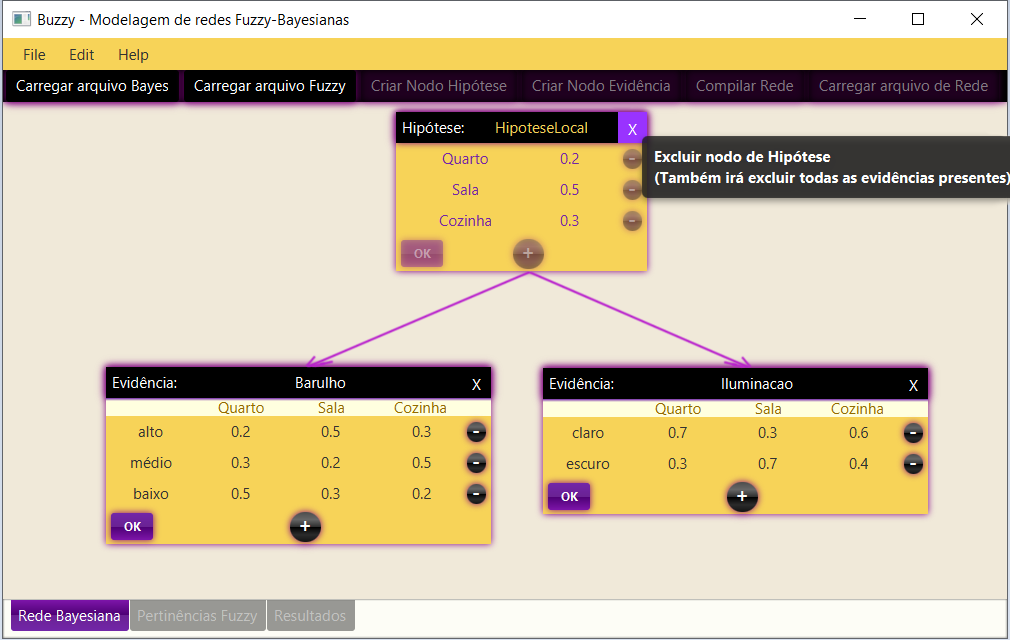 Buzzy - Modelagem de redes Fuzzy-Bayesianas
File Edit Help
Carregar arquivo Bayes Carregar arquivo Fuzzy Criar Nodo Hipótese Criar Nodo Evidência Compilar Rede Carregar arquivo de Rede
Hipótese: HipoteseLocal X
Quarto 0.2 -
Sala 0.5 -
Cozinha 0.3 -
OK +
Excluir nodo de Hipótese
(Também irá excluir todas as evidências presentes)
Evidência: Barulho X
Quarto Sala Cozinha
alto 0.2 0.5 0.3 -
médio 0.3 0.2 0.5 -
baixo 0.5 0.3 0.2 -
OK +
Evidência: Iluminacao X
Quarto Sala Cozinha
claro 0.7 0.3 0.6 -
escuro 0.3 0.7 0.4 -
OK +
Rede Bayesiana Pertinências Fuzzy Resultados